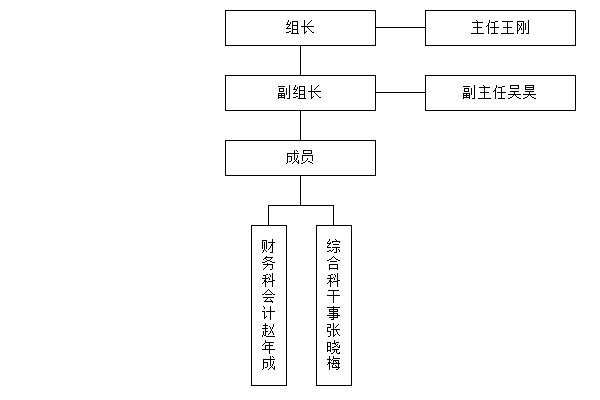 组长
主任王刚
副组长
副主任吴昊
成员
财务科会计赵年成
综合科干事张晓梅